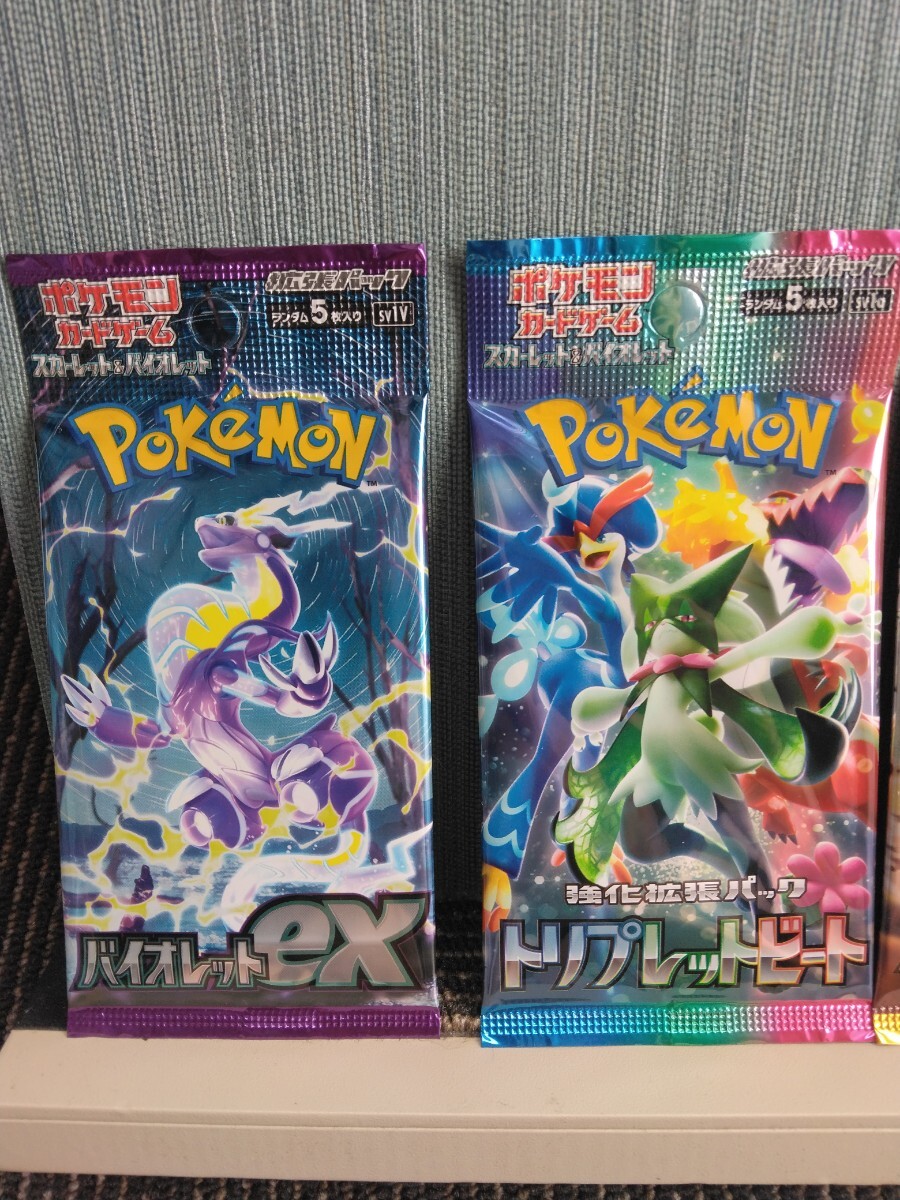 ポケモン
カードゲーム
スカーレット&バイオレット
拡張パック
ランダム5枚入り SV1V
POKéMON
TM
バイオレットex
ポケモン
カードゲーム
スカーレット&バイオレット
拡張パック
ランダム5枚入り SV1a
POKéMON
TM
強化拡張パック
トリプレットビート